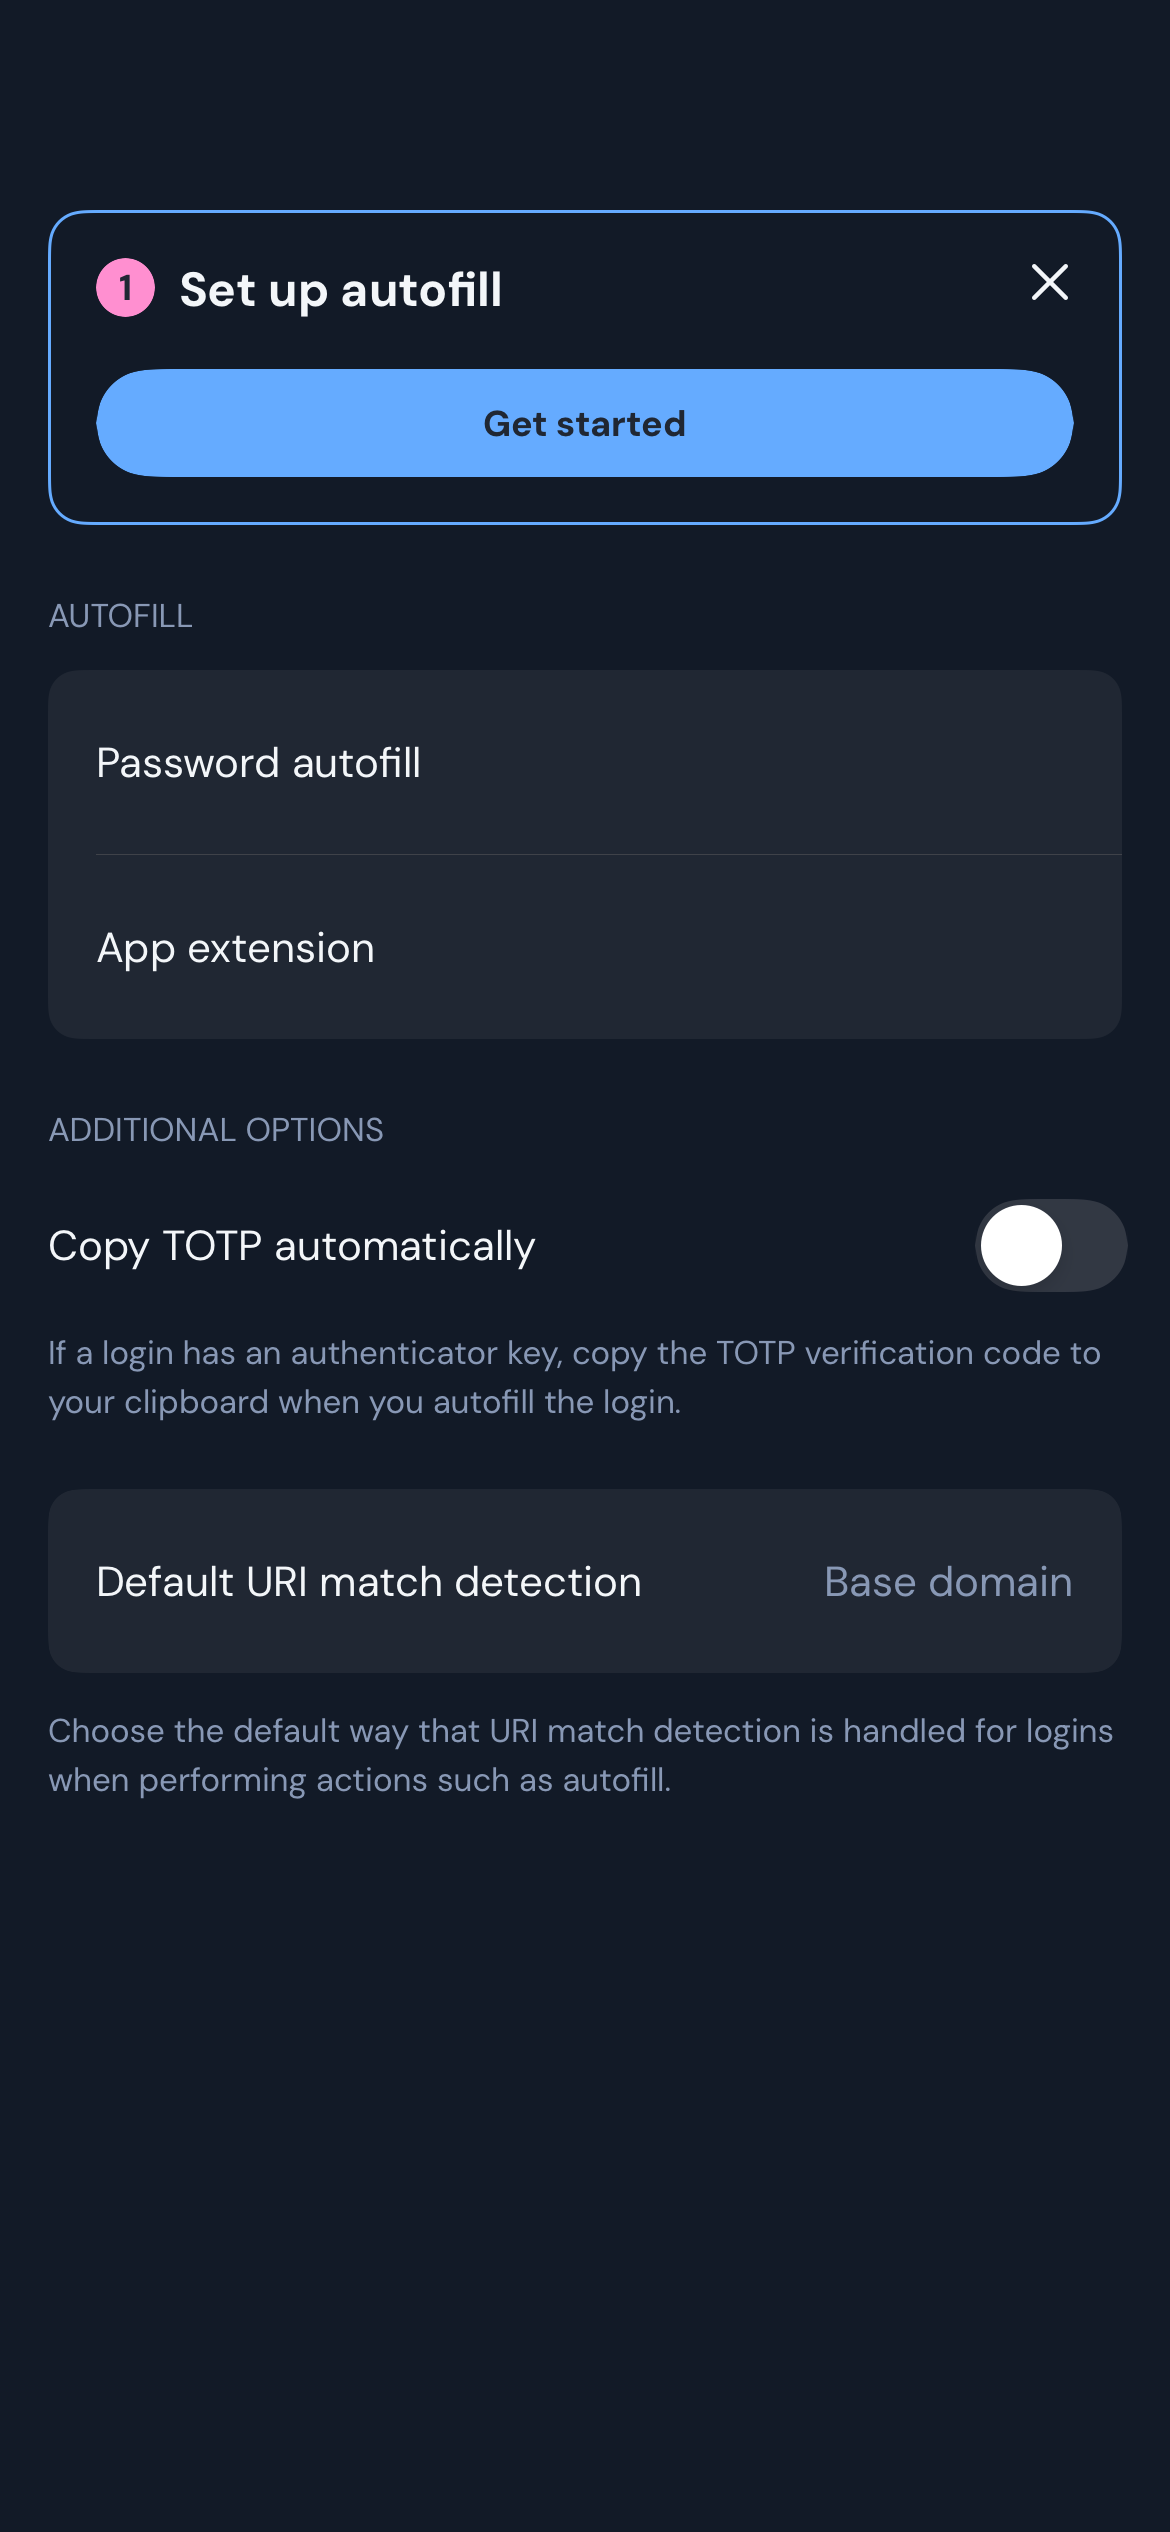 1 Set up autofill
Get started
AUTOFILL
Password autofill
App extension
ADDITIONAL OPTIONS
Copy TOTP automatically
If a login has an authenticator key, copy the TOTP verification code to
your clipboard when you autofill the login.
Default URI match detection Base domain
Choose the default way that URI match detection is handled for logins
when performing actions such as autofill.